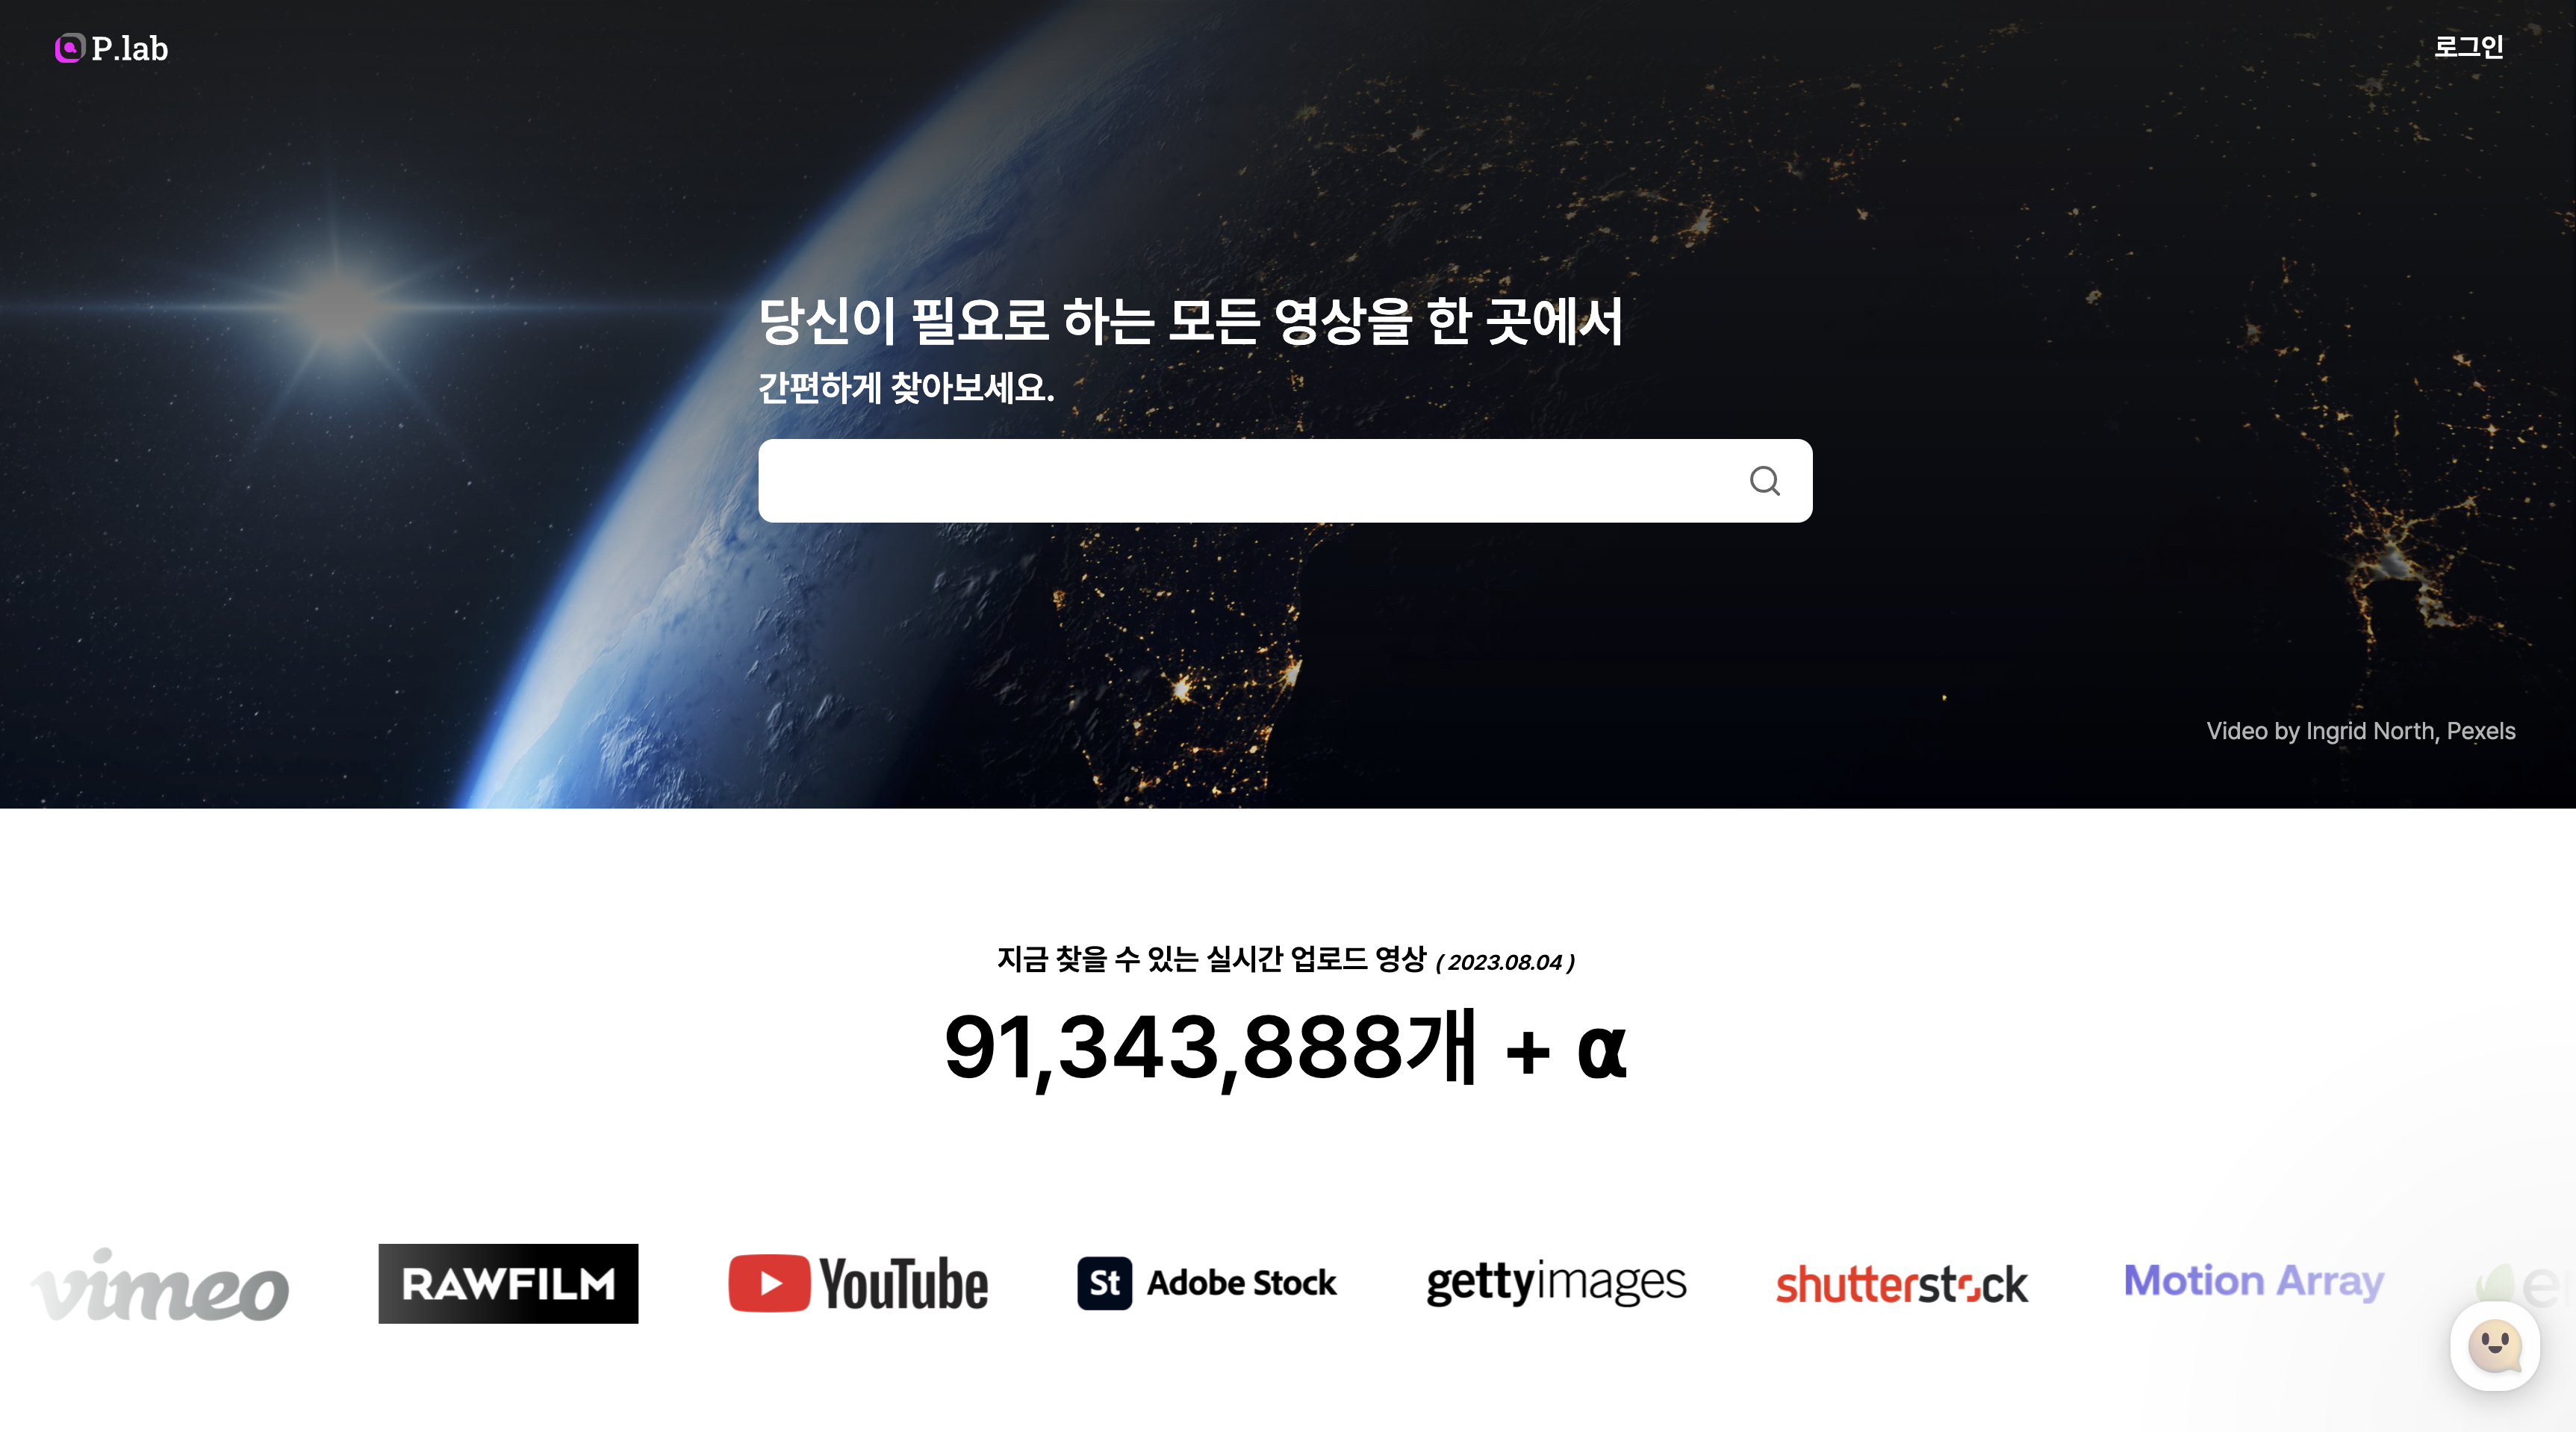 P.lab
로그인
당신이 필요로 하는 모든 영상을 한 곳에서
간편하게 찾아보세요.
Video by Ingrid North, Pexels
지금 찾을 수 있는 실시간 업로드 영상 ( 2023.08.04 )
91,343,888개 + α
vimeo
RAWFILM
YouTube
St Adobe Stock
gettyimages
shutterstock
Motion Array